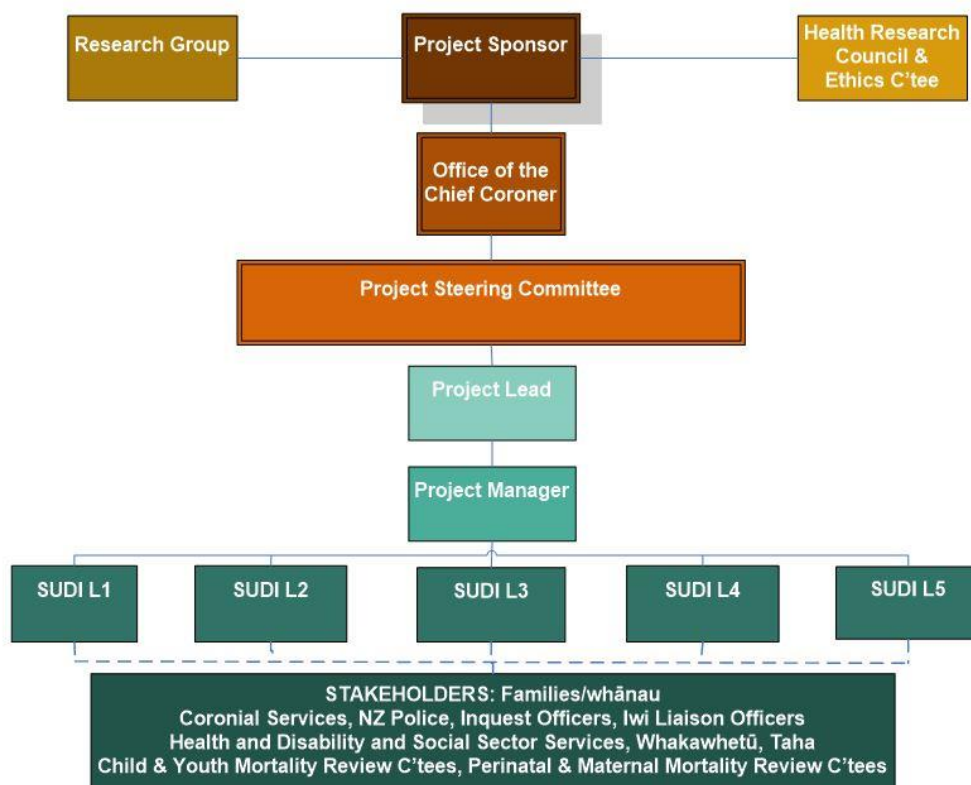 Research Group
Project Sponsor
Health Research
Council &
Ethics C'tee
Office of the
Chief Coroner
Project Steering Committee
Project Lead
Project Manager
SUDI L1
SUDI L2
SUDI L3
SUDI L4
SUDI L5
STAKEHOLDERS: Families/whānau
Coronial Services, NZ Police, Inquest Officers, Iwi Liaison Officers
Health and Disability and Social Sector Services, Whakawhetū, Taha
Child & Youth Mortality Review C'tees, Perinatal & Maternal Mortality Review C'tees